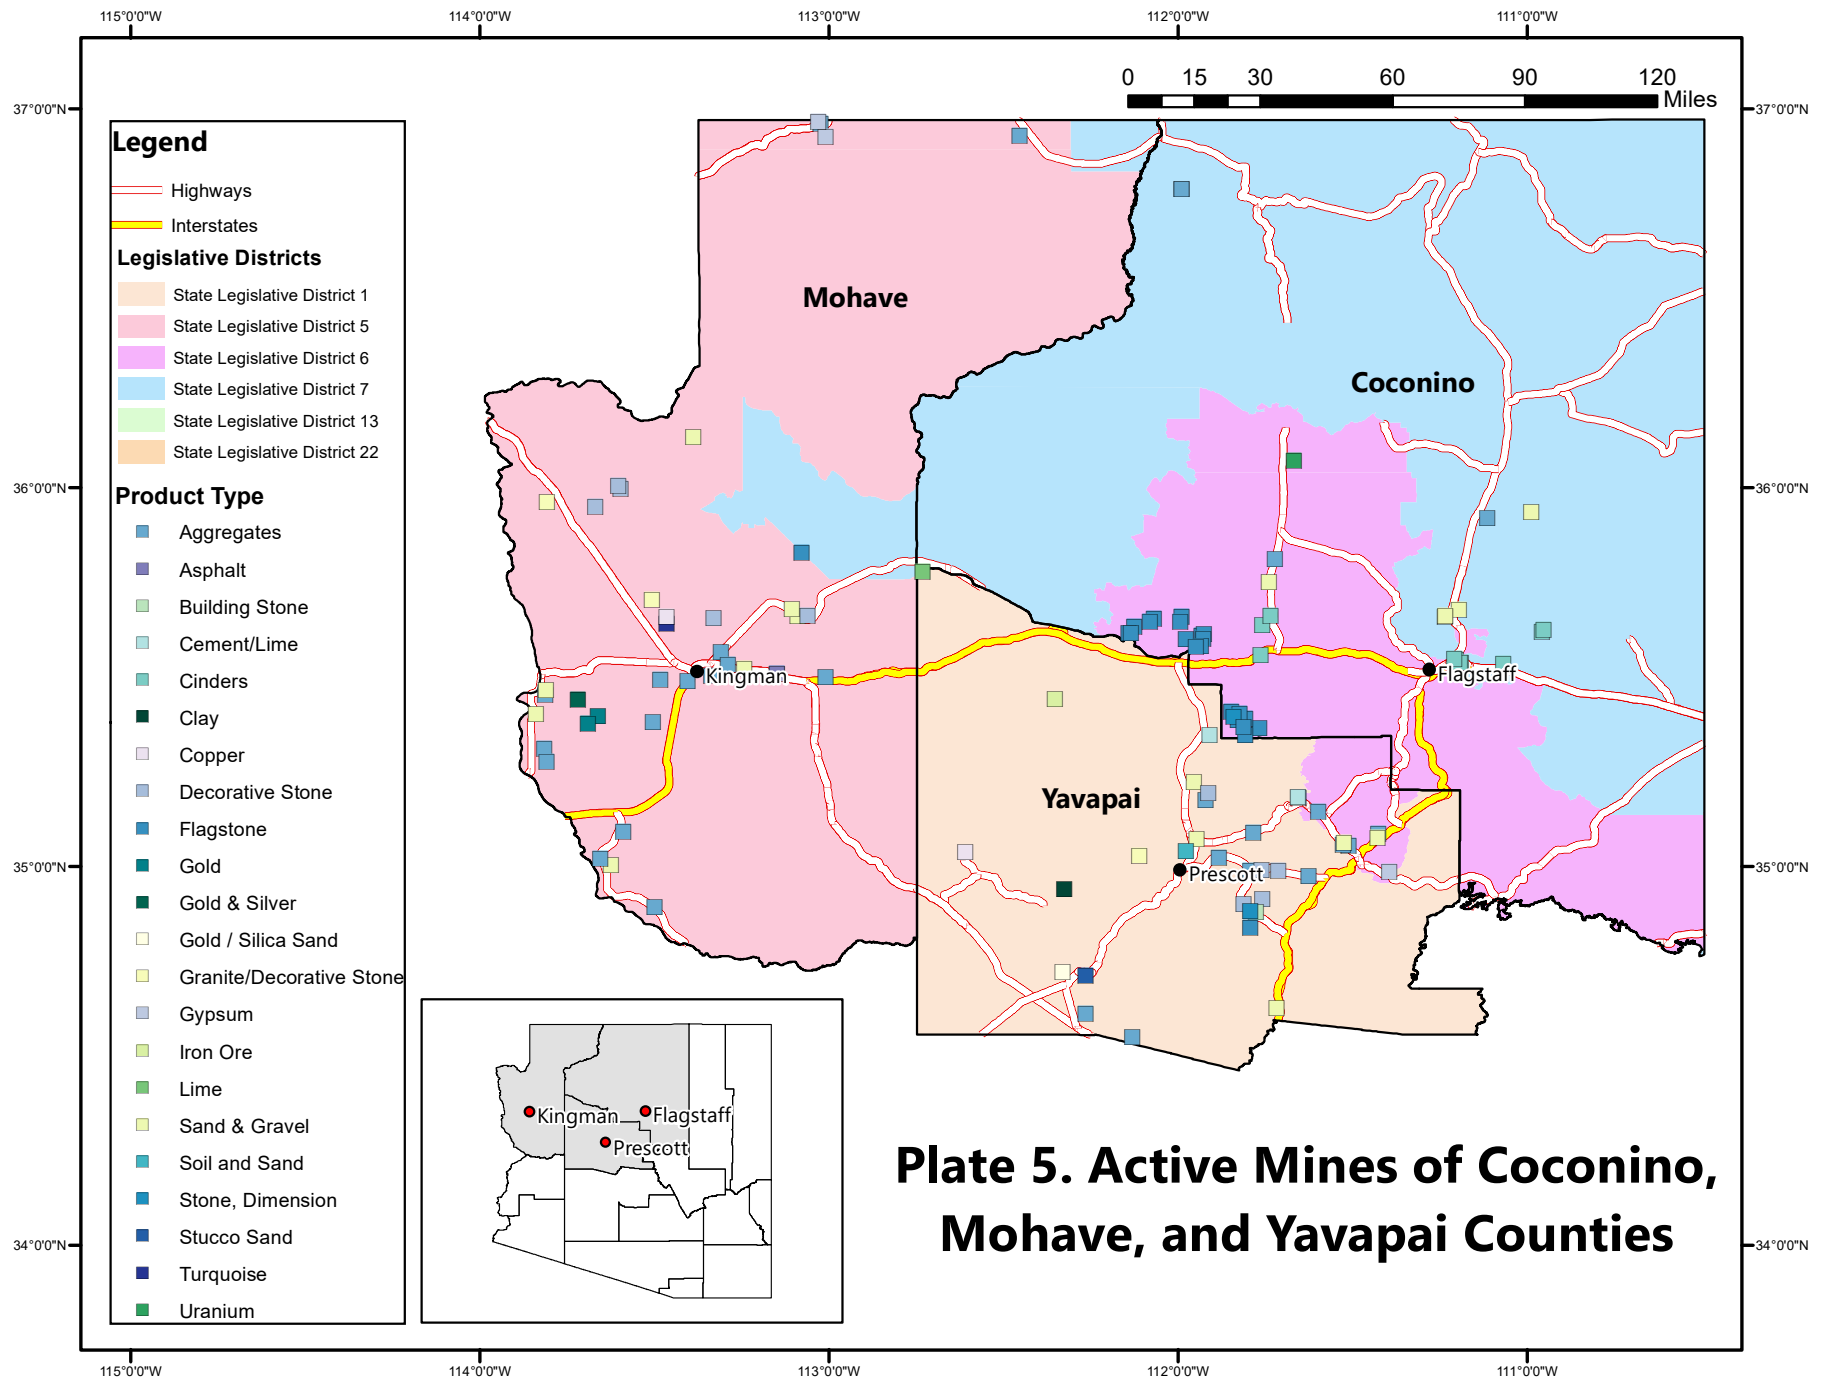 115°0'0"W
114°0'0"W
113°0'0"W
112°0'0"W
111°0'0"W
0 15 30 60 90 120
Miles
37°0'0"N
37°0'0"N
36°0'0"N
36°0'0"N
35°0'0"N
35°0'0"N
34°0'0"N
34°0'0"N
Legend
Highways
Interstates
Legislative Districts
State Legislative District 1
State Legislative District 5
State Legislative District 6
State Legislative District 7
State Legislative District 13
State Legislative District 22
Product Type
Aggregates
Asphalt
Building Stone
Cement/Lime
Cinders
Clay
Copper
Decorative Stone
Flagstone
Gold
Gold & Silver
Gold / Silica Sand
Granite/Decorative Stone
Gypsum
Iron Ore
Lime
Sand & Gravel
Soil and Sand
Stone, Dimension
Stucco Sand
Turquoise
Uranium
Mohave
Coconino
Kingman
Flagstaff
Yavapai
Prescott
Kingman
Flagstaff
Prescott
Plate 5. Active Mines of Coconino,
Mohave, and Yavapai Counties
115°0'0"W
114°0'0"W
113°0'0"W
112°0'0"W
111°0'0"W